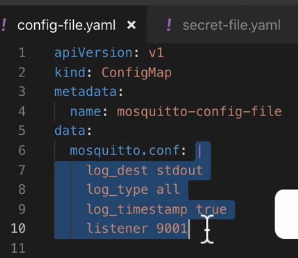 ! config-file.yaml × ! secret-file.yaml
1 apiVersion: v1
2 kind: ConfigMap
3 metadata:
4 name: mosquitto-config-file
5 data:
6 mosquitto.conf: |
7 log_dest stdout
8 log_type all
9 log_timestamp true
10 listener 9001
11